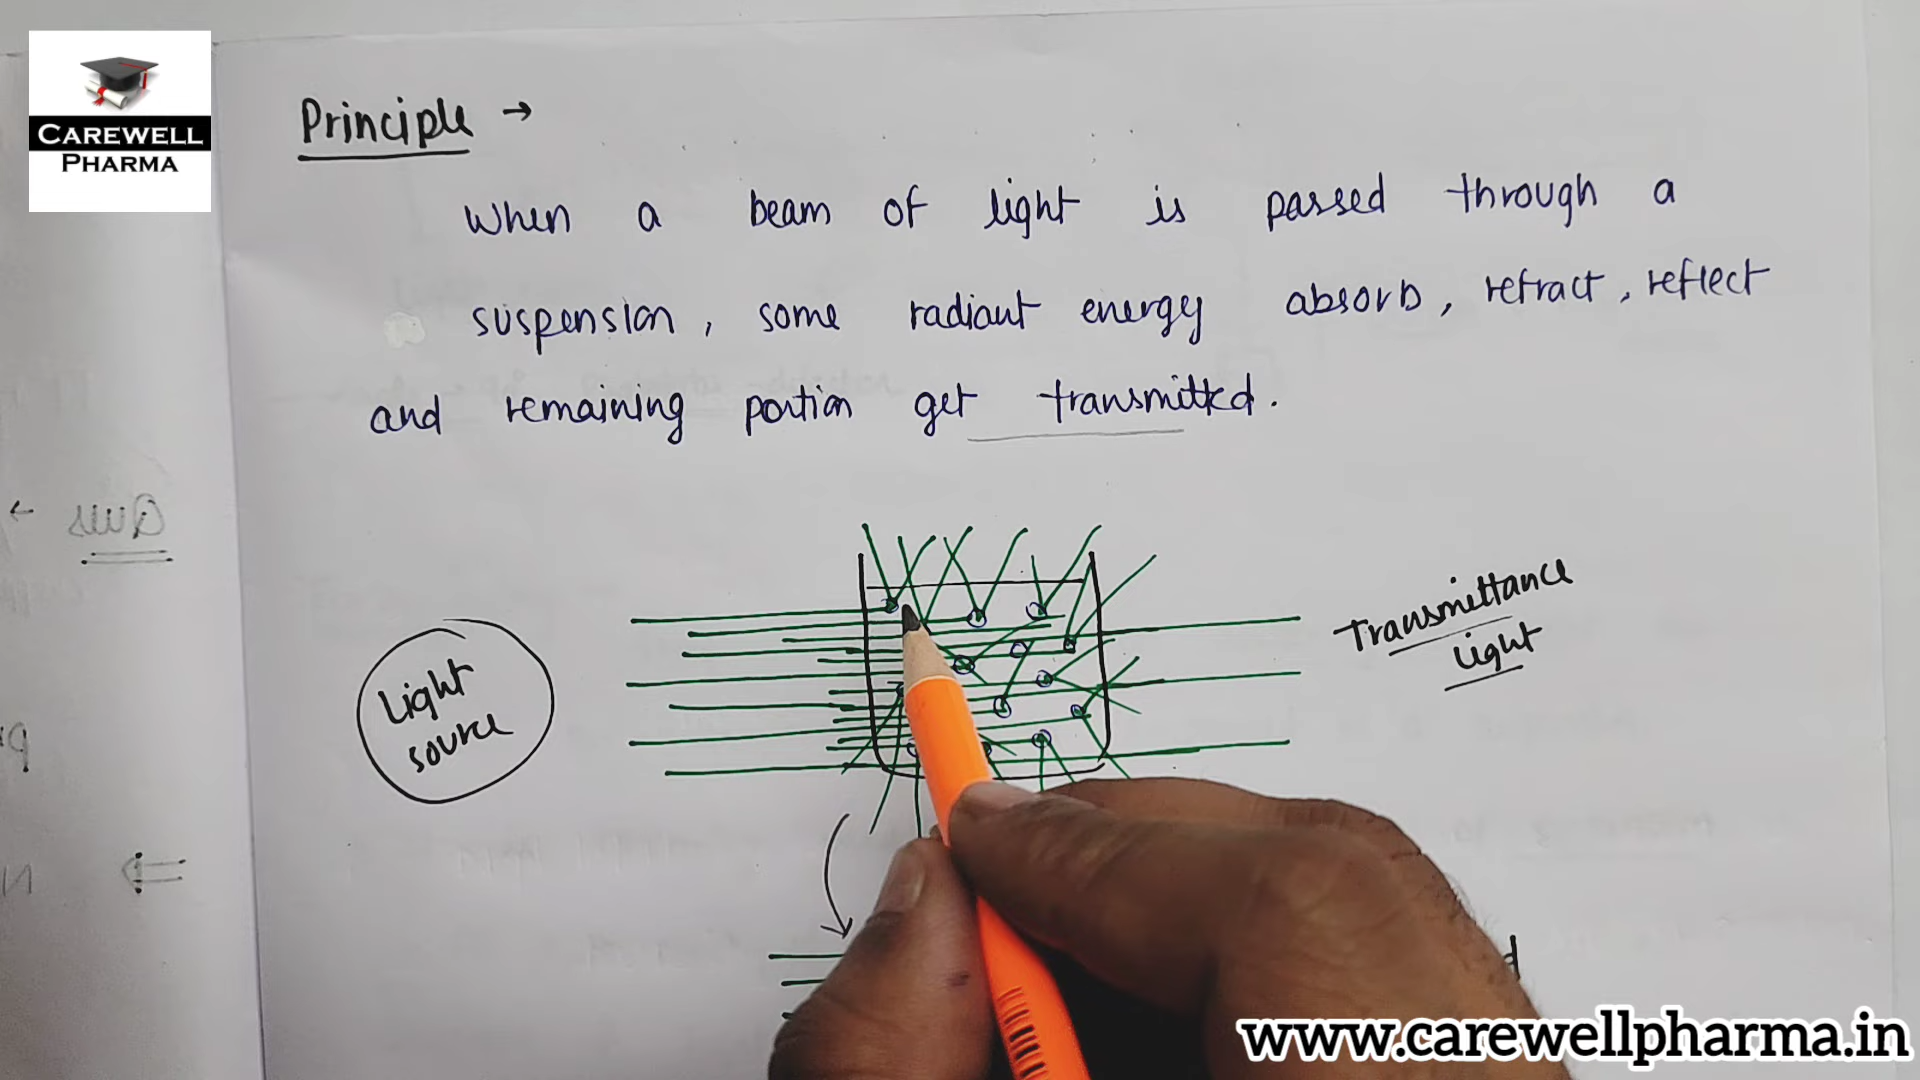 CAREWELL
PHARMA
Principle →
When a beam of light is passed through a
suspension, some radiant energy absorb, refract, reflect
and remaining portion get transmitted.
Light
source
Transmittance
light
www.carewellpharma.in